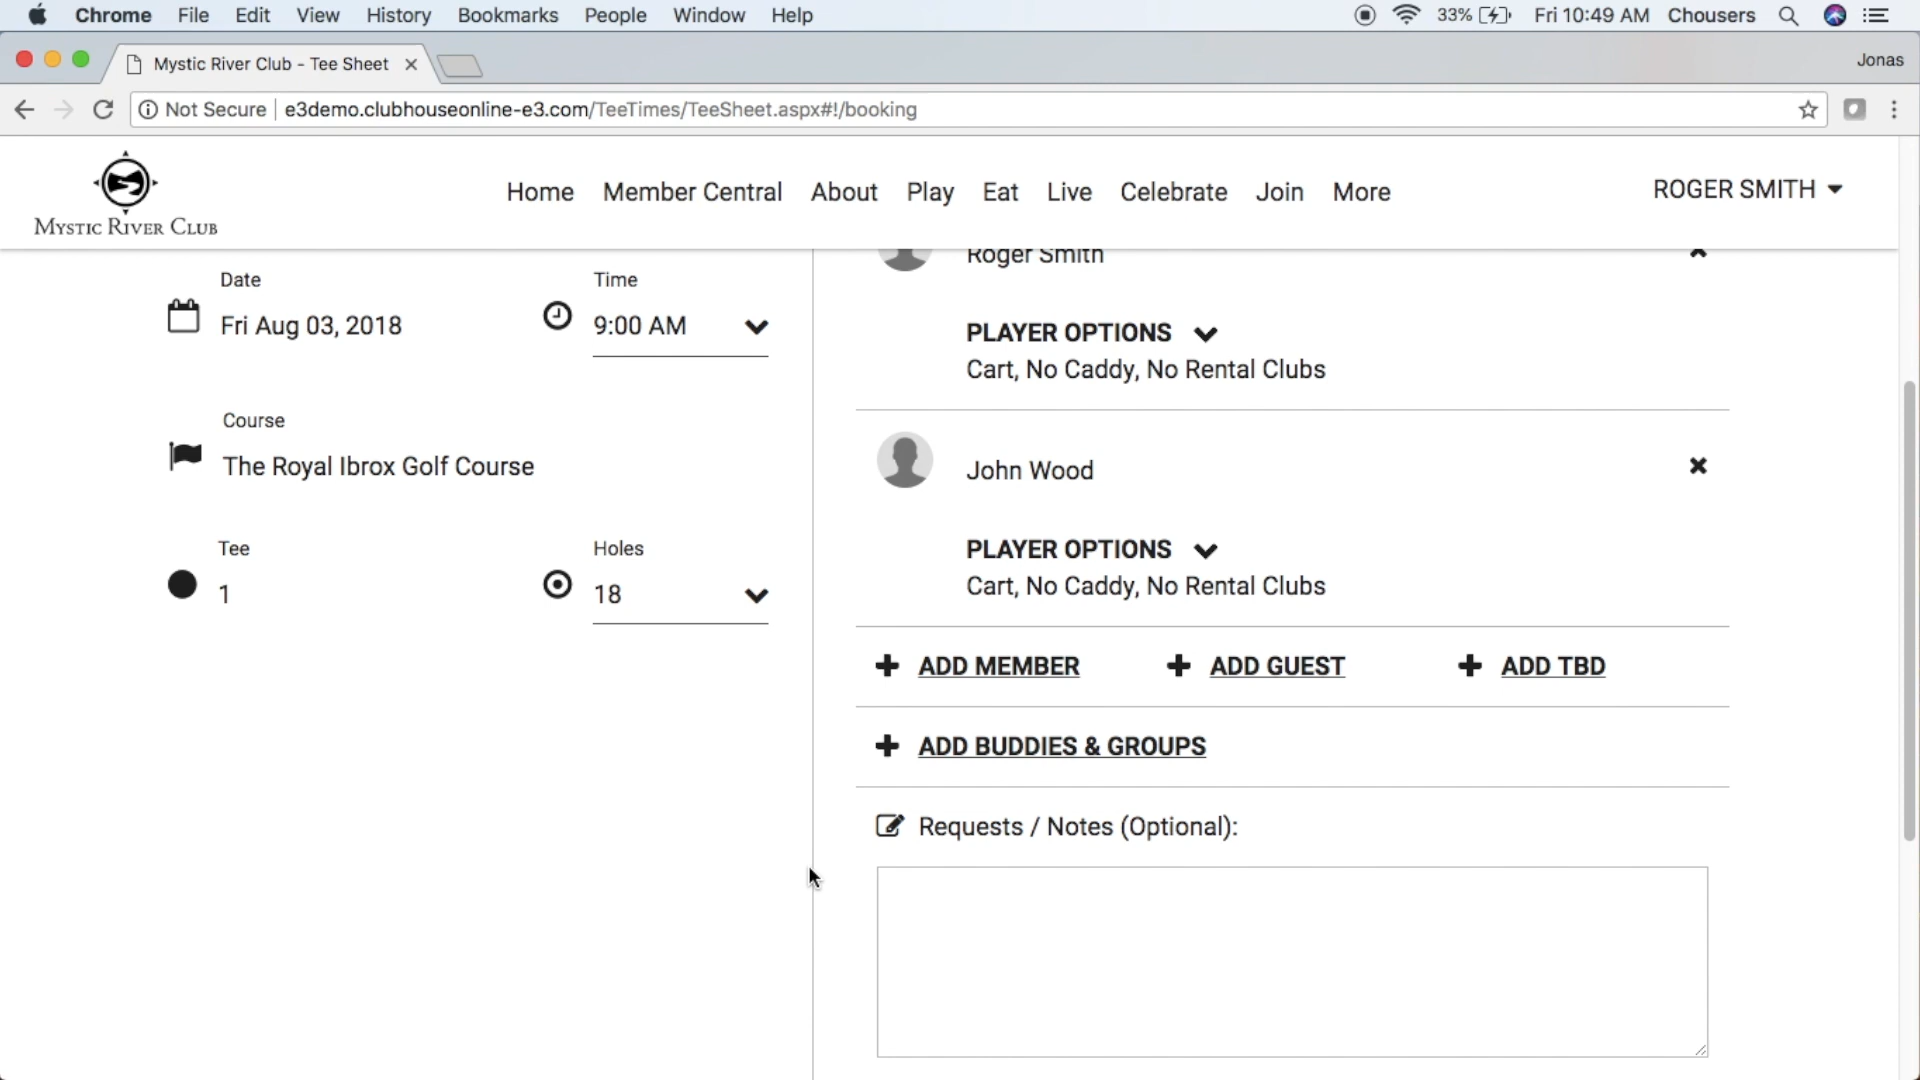 Chrome File Edit View History Bookmarks People Window Help 33% Fri 10:49 AM Chousers
Mystic River Club - Tee Sheet
Jonas
Not Secure e3demo.clubhouseonline-e3.com/TeeTimes/TeeSheet.aspx#!/booking
MYSTIC RIVER CLUB
Home Member Central About Play Eat Live Celebrate Join More
ROGER SMITH
Date
Fri Aug 03, 2018
Time
9:00 AM
Course
The Royal Ibrox Golf Course
Tee
1
Holes
18
Roger Smith
PLAYER OPTIONS
Cart, No Caddy, No Rental Clubs
John Wood
PLAYER OPTIONS
Cart, No Caddy, No Rental Clubs
ADD MEMBER ADD GUEST ADD TBD
ADD BUDDIES & GROUPS
Requests / Notes (Optional):